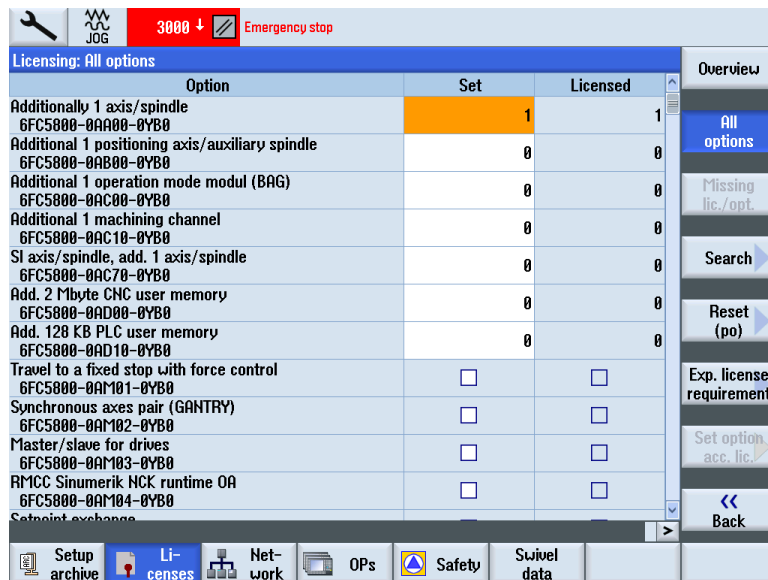 JOG
3000 ↓ Emergency stop
Licensing: All options
Option Set Licensed
Additionally 1 axis/spindle
6FC5800-0AA00-0YB0 1 1
Additional 1 positioning axis/auxiliary spindle
6FC5800-0AB00-0YB0 0 0
Additional 1 operation mode modul (BAG)
6FC5800-0AC00-0YB0 0 0
Additional 1 machining channel
6FC5800-0AC10-0YB0 0 0
SI axis/spindle, add. 1 axis/spindle
6FC5800-0AC70-0YB0 0 0
Add. 2 Mbyte CNC user memory
6FC5800-0AD00-0YB0 0 0
Add. 128 KB PLC user memory
6FC5800-0AD10-0YB0 0 0
Travel to a fixed stop with force control
6FC5800-0AM01-0YB0
Synchronous axes pair (GANTRY)
6FC5800-0AM02-0YB0
Master/slave for drives
6FC5800-0AM03-0YB0
RMCC Sinumerik NCK runtime OA
6FC5800-0AM04-0YB0
Setpoint exchange
Overview
All
options
Missing
lic./opt.
Search
Reset
(po)
Exp. license
requirement
Set option
acc. lic.
<<
Back
>
Setup
archive
Li-
censes
Net-
work
OPs
Safety
Swivel
data